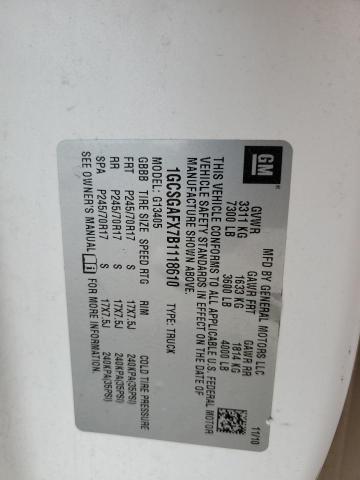 GM
MFD BY GENERAL MOTORS LLC 11/10
GVWR GAWR FRT GAWR RR
3311 KG 1633 KG 1814 KG
7300 LB 3600 LB 4000 LB
THIS VEHICLE CONFORMS TO ALL APPLICABLE U.S. FEDERAL MOTOR
VEHICLE SAFETY STANDARDS IN EFFECT ON THE DATE OF
MANUFACTURE SHOWN ABOVE.
1GCSGAFX7B1118610 TYPE: TRUCK
MODEL: G13405
GBBB TIRE SIZE SPEED RTG RIM COLD TIRE PRESSURE
FRT P245/70R17 S 17X7.5J 240KPA(35PSI)
RR P245/70R17 S 17X7.5J 240KPA(35PSI)
SPA P245/70R17 S 17X7.5J 240KPA(35PSI)
SEE OWNER'S MANUAL FOR MORE INFORMATION.